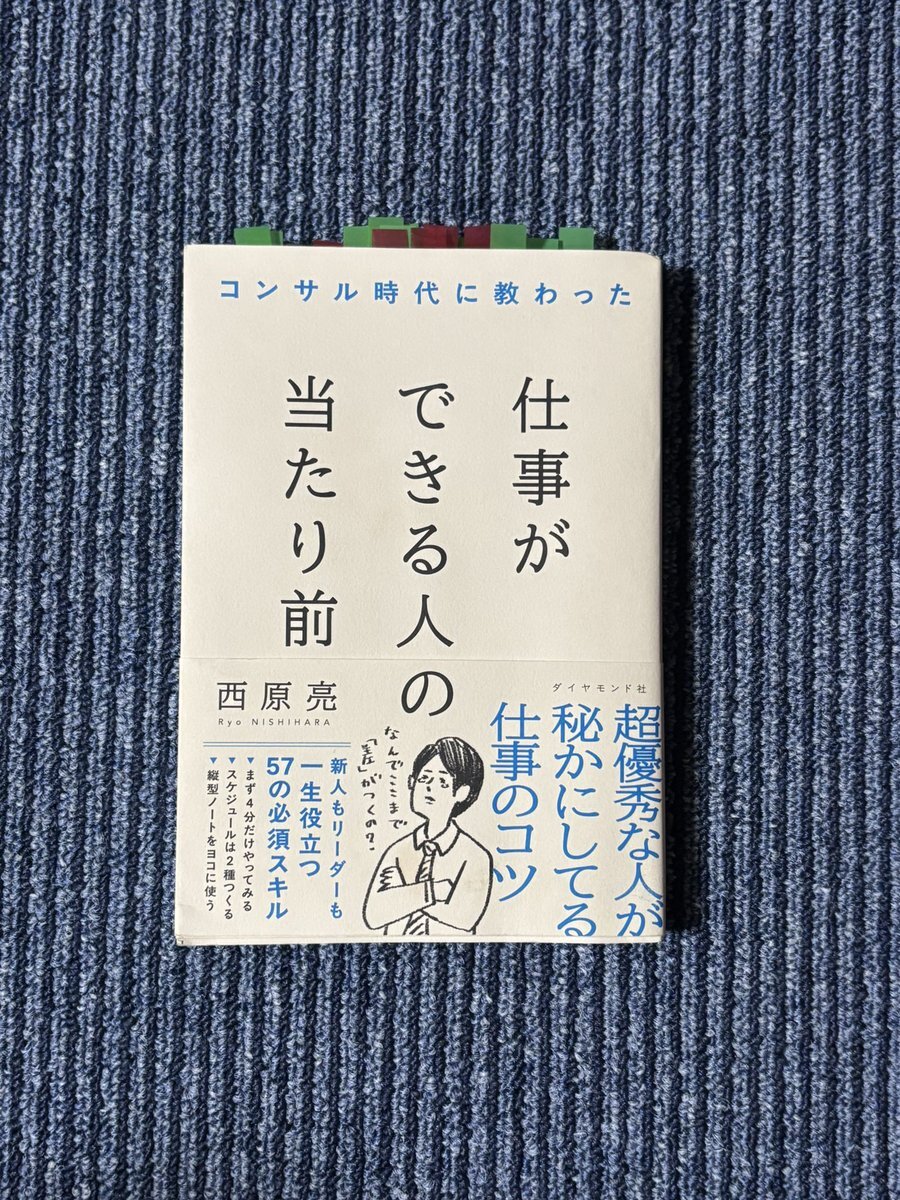 コンサル時代に教わった
仕事が
できる人の
当たり前
西原亮
Ryo NISHIHARA
ダイヤモンド社
超優秀な人が
秘かにしてる
仕事のコツ
なんでここまで
「差」がつくの？
新人もリーダーも
一生役立つ
57の必須スキル
▼まず4分だけやってみる
▼スケジュールは2種つくる
▼縦型ノートをヨコに使う